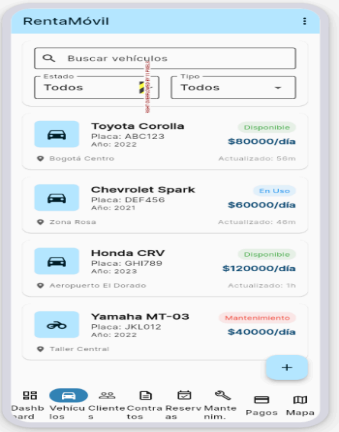 RentaMóvil
Buscar vehículos
Estado
Tipo
Todos
Todos
Toyota Corolla
Disponible
Placa: ABC123
$80000/día
Año: 2022
Bogotá Centro
Actualizado: 56m
Chevrolet Spark
En Uso
Placa: DEF456
$60000/día
Año: 2021
Zona Rosa
Actualizado: 46m
Honda CRV
Disponible
Placa: GHI789
$120000/día
Año: 2023
Aeropuerto El Dorado
Actualizado: 1h
Yamaha MT-03
Mantenimiento
Placa: JKL012
$40000/día
Año: 2022
Taller Central
+
Dashb
oard
Vehícu
los
Cliente
s
Contra
tos
Reserv
as
Mante
nim.
Pagos
Mapa